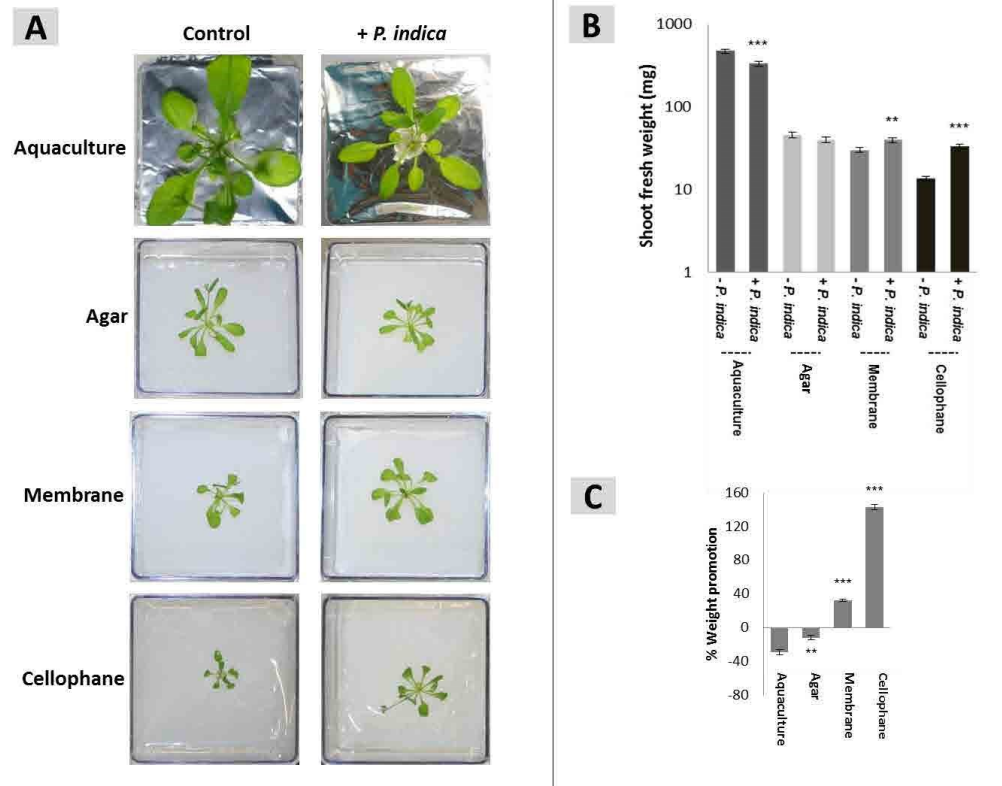 A
Control
+ P. indica
Aquaculture
Agar
Membrane
Cellophane
B
Shoot fresh weight (mg)
1000
100
10
1
***
**
***
- P. indica
+ P. indica
- P. indica
+ P. indica
- P. indica
+ P. indica
- P. indica
+ P. indica
Aquaculture
Agar
Membrane
Cellophane
C
% Weight promotion
160
120
80
40
0
-40
-80
**
***
***
Aquaculture
Agar
Membrane
Cellophane